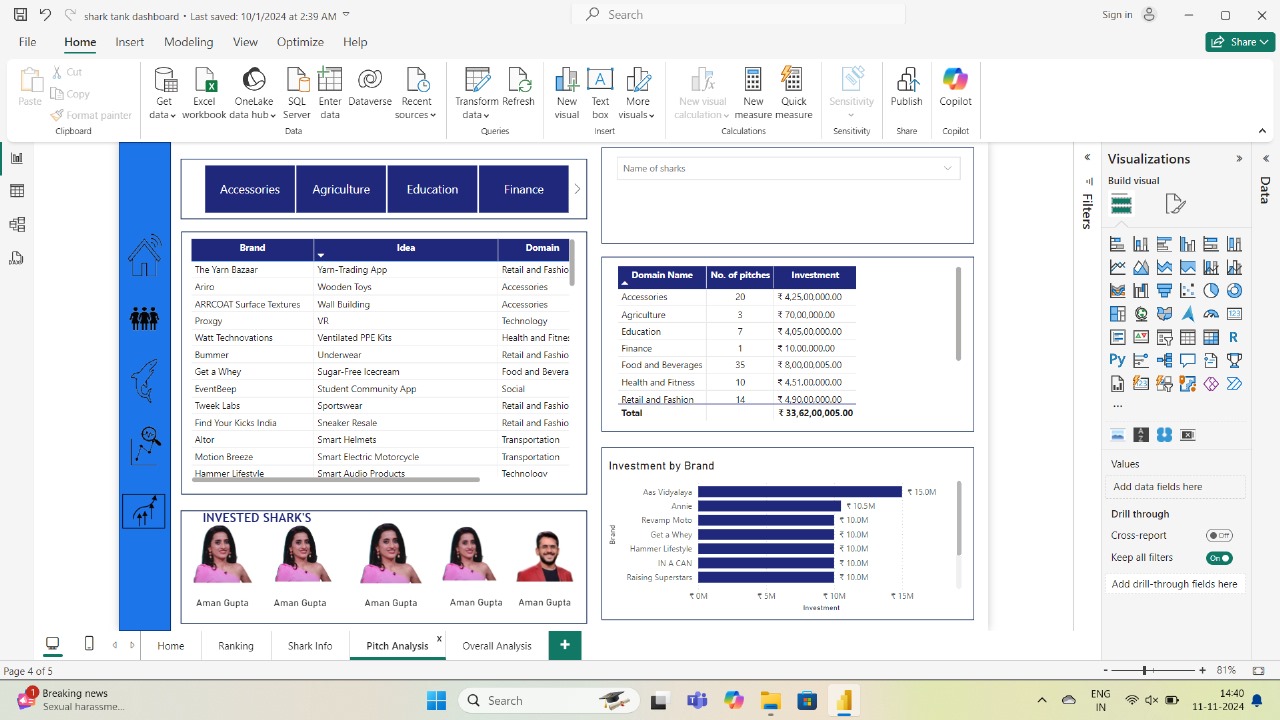 shark tank dashboard • Last saved: 10/1/2024 at 2:39 AM
Search
Sign in
File Home Insert Modeling View Optimize Help
Share
Paste
Cut
Copy
Format painter
Clipboard
Get data
Excel workbook
OneLake data hub
SQL Server
Enter data
Dataverse
Recent sources
Data
Transform data
Refresh
Queries
New visual
Text box
More visuals
Insert
New visual calculation
New measure
Quick measure
Calculations
Sensitivity
Sensitivity
Publish
Share
Copilot
Copilot
Accessories Agriculture Education Finance
Brand Idea Domain
The Yarn Bazaar Yarn-Trading App Retail and Fashio
Ariro Wooden Toys Accessories
ARRCOAT Surface Textures Wall Building Accessories
Proxgy VR Technology
Watt Technovations Ventilated PPE Kits Health and Fitnes
Bummer Underwear Retail and Fashio
Get a Whey Sugar-Free Icecream Food and Bevera
EventBeep Student Community App Social
Tweek Labs Sportswear Retail and Fashio
Find Your Kicks India Sneaker Resale Retail and Fashio
Altor Smart Helmets Transportation
Motion Breeze Smart Electric Motorcycle Transportation
Hammer Lifestyle Smart Audio Products Technology
INVESTED SHARK'S
Aman Gupta Aman Gupta Aman Gupta Aman Gupta Aman Gupta
Name of sharks
Domain Name No. of pitches Investment
Accessories 20 ₹ 4,25,00,000.00
Agriculture 3 ₹ 70,00,000.00
Education 7 ₹ 4,05,00,000.00
Finance 1 ₹ 10,00,000.00
Food and Beverages 35 ₹ 8,00,00,005.00
Health and Fitness 10 ₹ 4,51,00,000.00
Retail and Fashion 14 ₹ 4,90,00,000.00
Total ₹ 33,62,00,005.00
Investment by Brand
Brand
Aas Vidyalaya ₹ 15.0M
Annie ₹ 10.5M
Revamp Moto ₹ 10.0M
Get a Whey ₹ 10.0M
Hammer Lifestyle ₹ 10.0M
IN A CAN ₹ 10.0M
Raising Superstars ₹ 10.0M
₹ 0M ₹ 5M ₹ 10M ₹ 15M
Investment
Filters
Visualizations
Build visual
123
R
Py
...
Values
Add data fields here
Drill through
Cross-report Off
Keep all filters On
Add drill-through fields here
Data
Home Ranking Shark Info Pitch Analysis x Overall Analysis +
Page 4 of 5
- + 81%
1
Breaking news
Sexual harassme...
Search
ENG
IN
14:40
11-11-2024